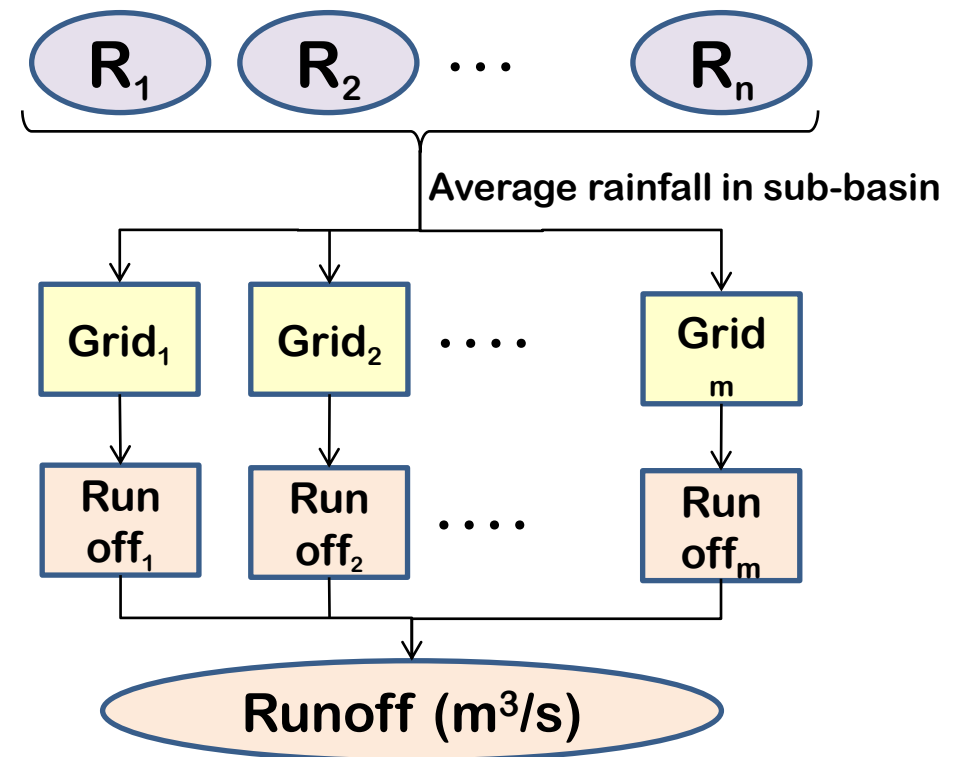 R₁ R₂ ... Rₙ
Average rainfall in sub-basin
Grid₁ Grid₂ .... Grid
m
Run Run Run
off₁ off₂ .... offₘ
Runoff (m³/s)